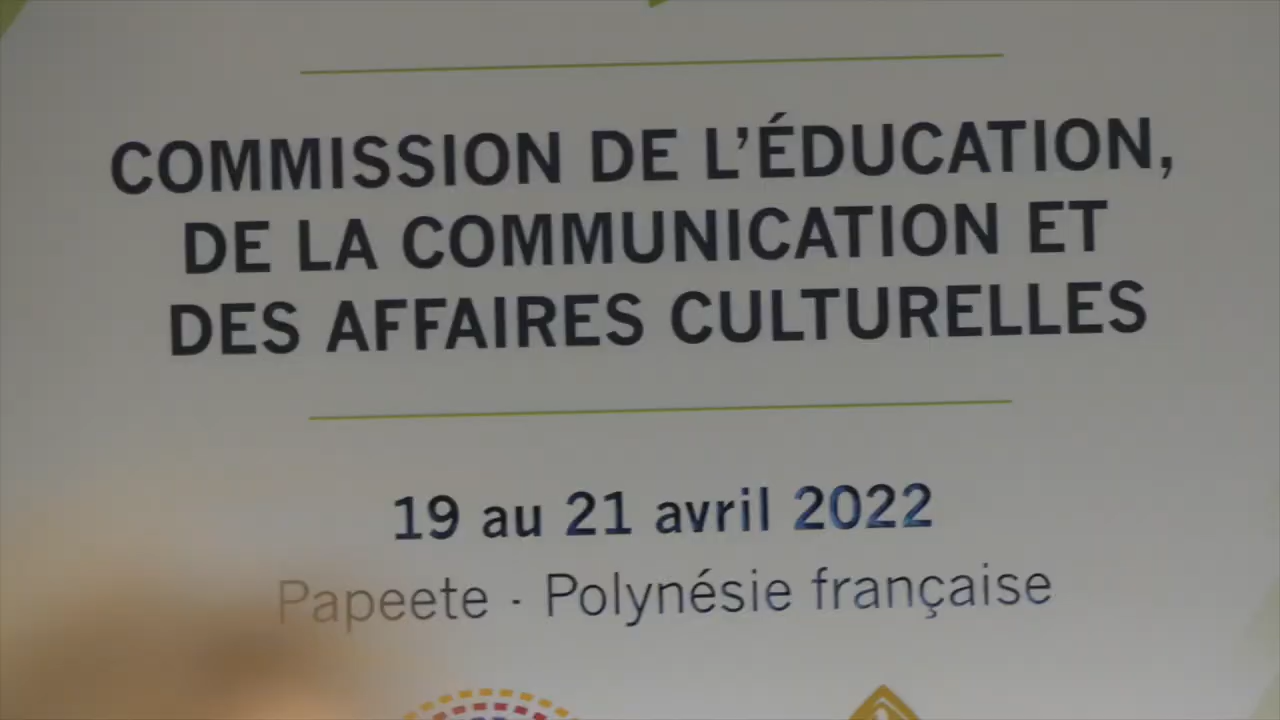 COMMISSION DE L'ÉDUCATION,
DE LA COMMUNICATION ET
DES AFFAIRES CULTURELLES
19 au 21 avril 2022
Papeete - Polynésie française